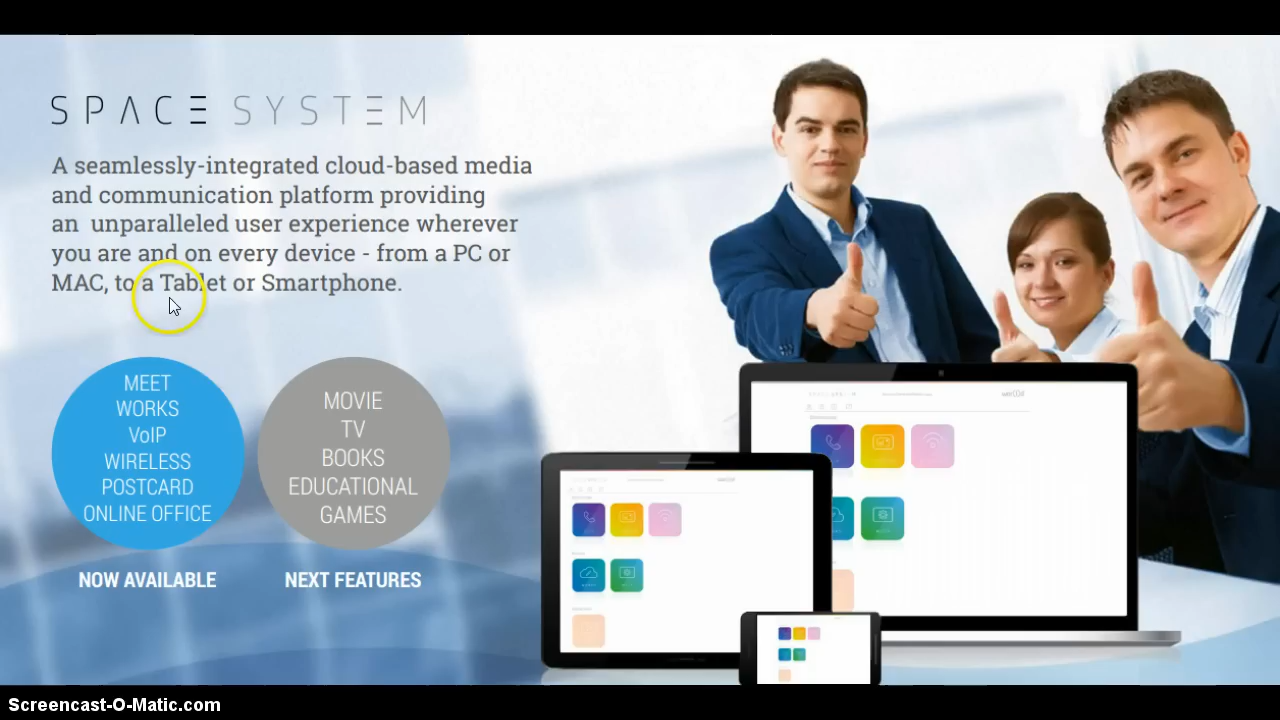 SPACE SYSTEM
A seamlessly-integrated cloud-based media
and communication platform providing
an unparalleled user experience wherever
you are and on every device - from a PC or
MAC, to a Tablet or Smartphone.
MEET
WORKS
VoIP
WIRELESS
POSTCARD
ONLINE OFFICE
NOW AVAILABLE
MOVIE
TV
BOOKS
EDUCATIONAL
GAMES
NEXT FEATURES
Screencast-O-Matic.com